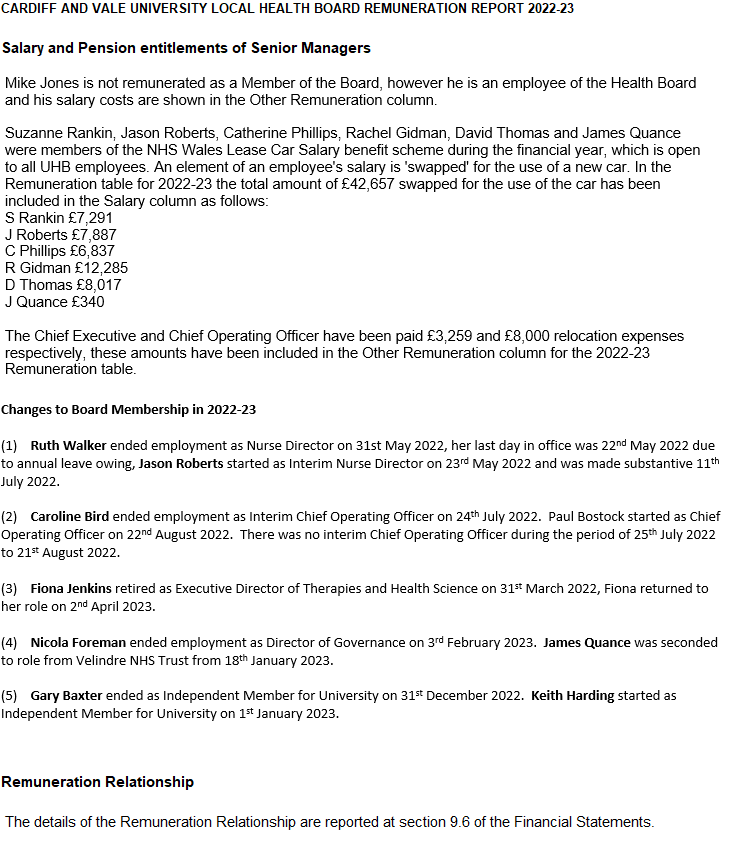 CARDIFF AND VALE UNIVERSITY LOCAL HEALTH BOARD REMUNERATION REPORT 2022-23
Salary and Pension entitlements of Senior Managers
Mike Jones is not remunerated as a Member of the Board, however he is an employee of the Health Board
and his salary costs are shown in the Other Remuneration column.
Suzanne Rankin, Jason Roberts, Catherine Phillips, Rachel Gidman, David Thomas and James Quance
were members of the NHS Wales Lease Car Salary benefit scheme during the financial year, which is open
to all UHB employees. An element of an employee's salary is 'swapped' for the use of a new car. In the
Remuneration table for 2022-23 the total amount of £42,657 swapped for the use of the car has been
included in the Salary column as follows:
S Rankin £7,291
J Roberts £7,887
C Phillips £6,837
R Gidman £12,285
D Thomas £8,017
J Quance £340
The Chief Executive and Chief Operating Officer have been paid £3,259 and £8,000 relocation expenses
respectively, these amounts have been included in the Other Remuneration column for the 2022-23
Remuneration table.
Changes to Board Membership in 2022-23
(1) Ruth Walker ended employment as Nurse Director on 31st May 2022, her last day in office was 22nd May 2022 due
to annual leave owing, Jason Roberts started as Interim Nurse Director on 23rd May 2022 and was made substantive 11th
July 2022.
(2) Caroline Bird ended employment as Interim Chief Operating Officer on 24th July 2022. Paul Bostock started as Chief
Operating Officer on 22nd August 2022. There was no interim Chief Operating Officer during the period of 25th July 2022
to 21st August 2022.
(3) Fiona Jenkins retired as Executive Director of Therapies and Health Science on 31st March 2022, Fiona returned to
her role on 2nd April 2023.
(4) Nicola Foreman ended employment as Director of Governance on 3rd February 2023. James Quance was seconded
to role from Velindre NHS Trust from 18th January 2023.
(5) Gary Baxter ended as Independent Member for University on 31st December 2022. Keith Harding started as
Independent Member for University on 1st January 2023.
Remuneration Relationship
The details of the Remuneration Relationship are reported at section 9.6 of the Financial Statements.